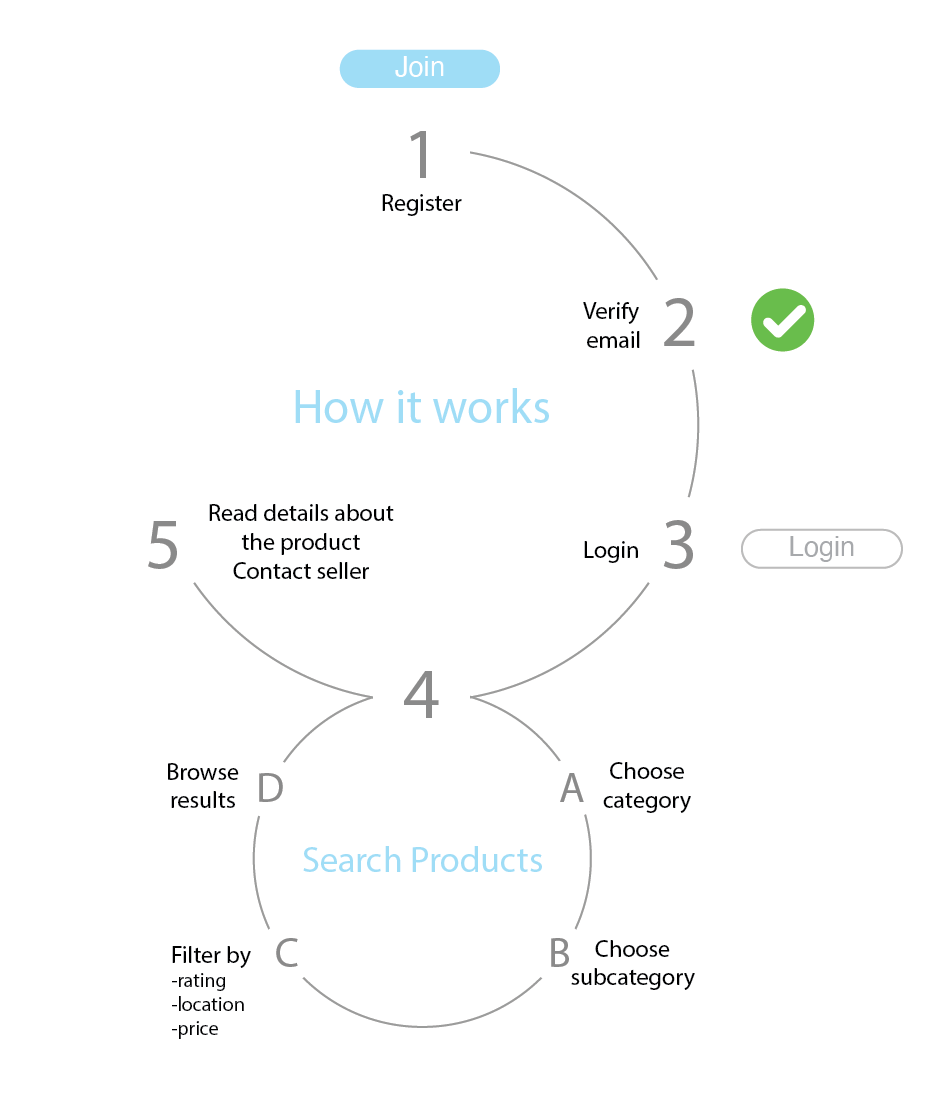 Join
1
Register
Verify
email
2
How it works
5
Read details about
the product
Contact seller
Login
3
Login
4
Browse
results
D
A
Choose
category
Search Products
Filter by
-rating
-location
-price
C
B
Choose
subcategory